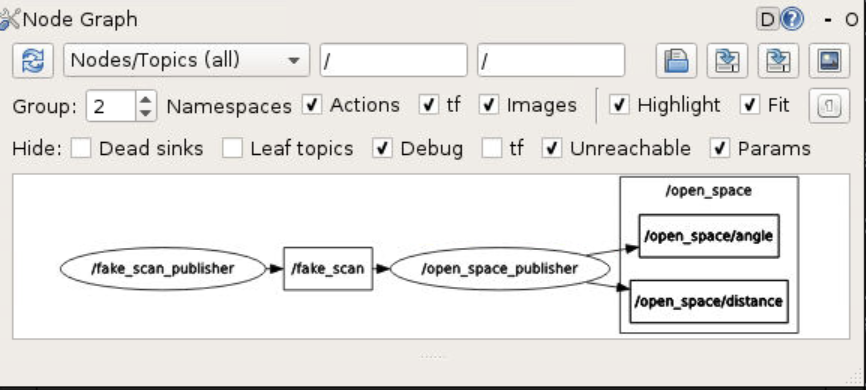 Node Graph D ? - O
Nodes/Topics (all) / /
Group: 2 Namespaces Actions tf Images Highlight Fit
Hide: Dead sinks Leaf topics Debug tf Unreachable Params
/open_space
/open_space/angle
/fake_scan_publisher /fake_scan /open_space_publisher
/open_space/distance